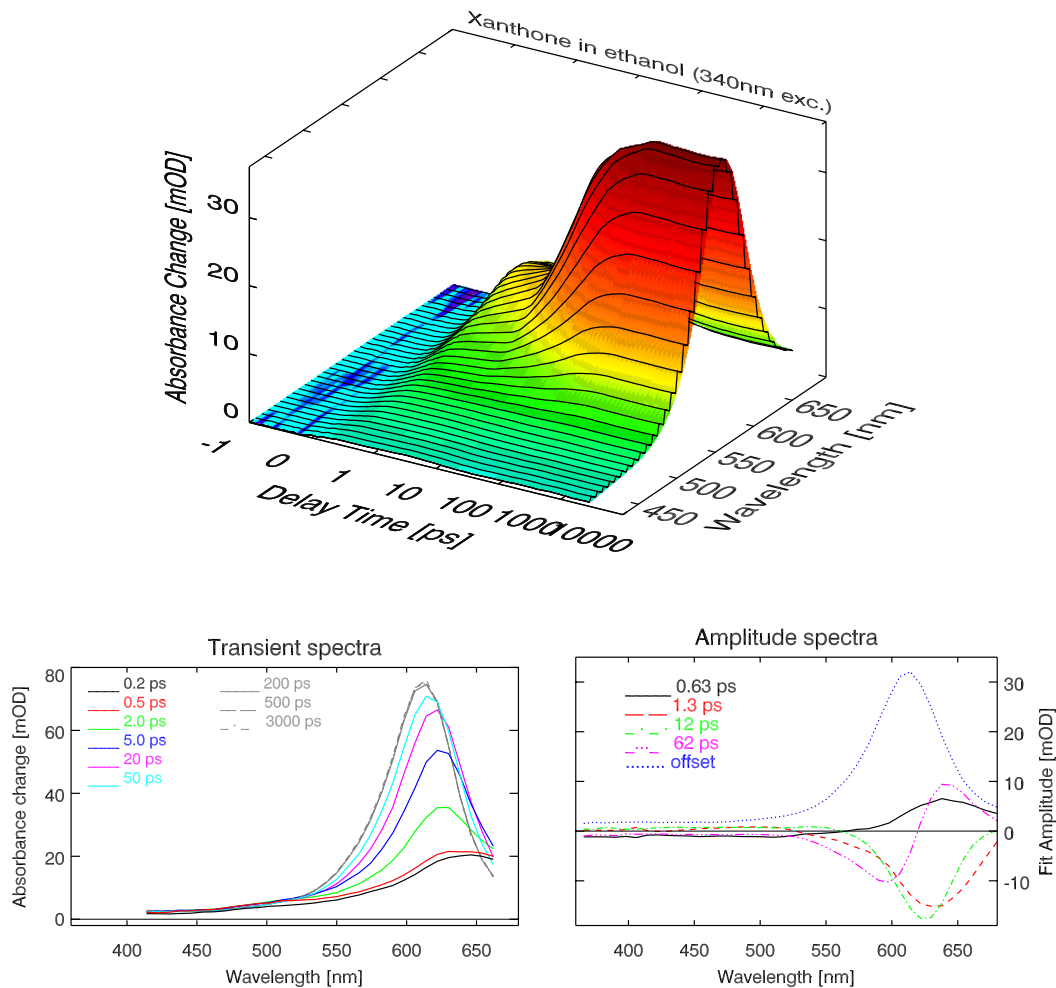 Xanthone in ethanol (340nm exc.)
Absorbance Change [mOD]
30
20
10
0
-1
0
1
10
100
1000
10000
Delay Time [ps]
450
500
550
600
650
Wavelength [nm]
Transient spectra
Absorbance change [mOD]
80
60
40
20
0
0.2 ps
0.5 ps
2.0 ps
5.0 ps
20 ps
50 ps
200 ps
500 ps
3000 ps
400 450 500 550 600 650
Wavelength [nm]
Amplitude spectra
0.63 ps
1.3 ps
12 ps
62 ps
offset
30
20
10
0
-10
Fit Amplitude [mOD]
400 450 500 550 600 650
Wavelength [nm]